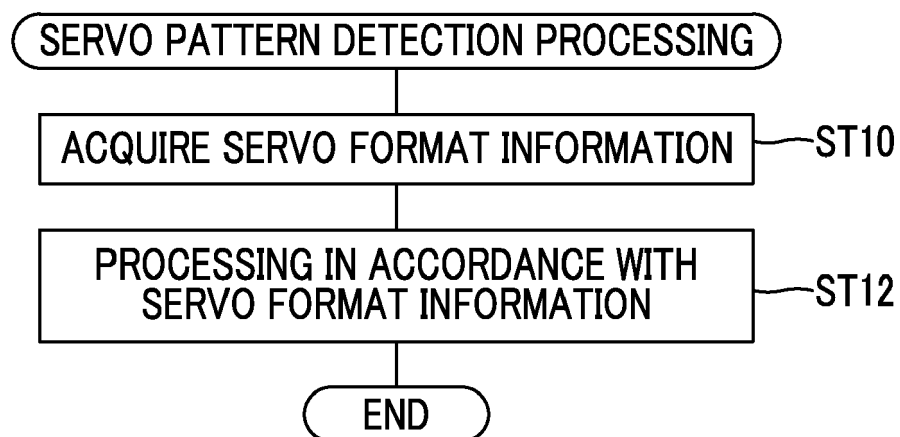 SERVO PATTERN DETECTION PROCESSING
ACQUIRE SERVO FORMAT INFORMATION
ST10
PROCESSING IN ACCORDANCE WITH
SERVO FORMAT INFORMATION
ST12
END